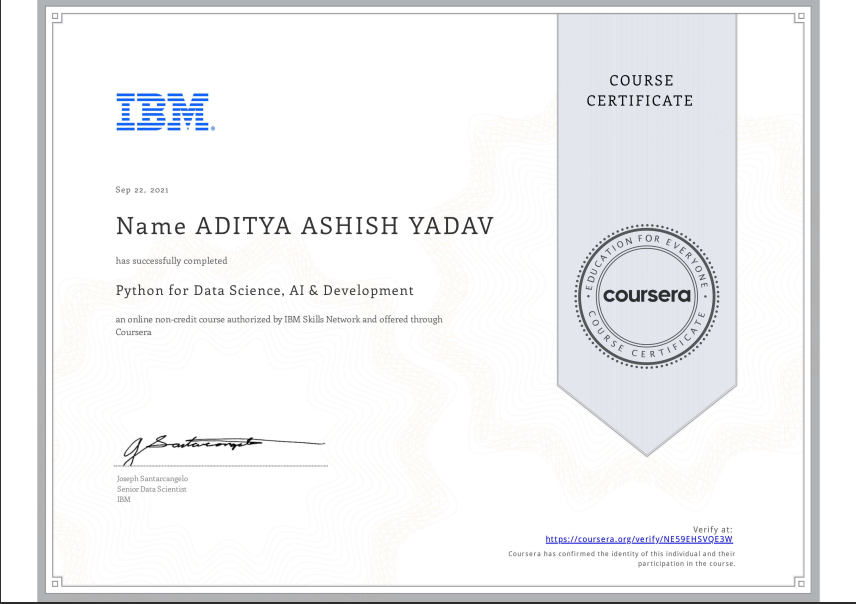 COURSE
CERTIFICATE
IBM®
Sep 22, 2021
Name ADITYA ASHISH YADAV
has successfully completed
Python for Data Science, AI & Development
an online non-credit course authorized by IBM Skills Network and offered through
Coursera
EDUCATION FOR EVERYONE
coursera
COURSE CERTIFICATE
J Santarcangelo
Joseph Santarcangelo
Senior Data Scientist
IBM
Verify at:
https://coursera.org/verify/NE59EHSVQE3W
Coursera has confirmed the identity of this individual and their
participation in the course.